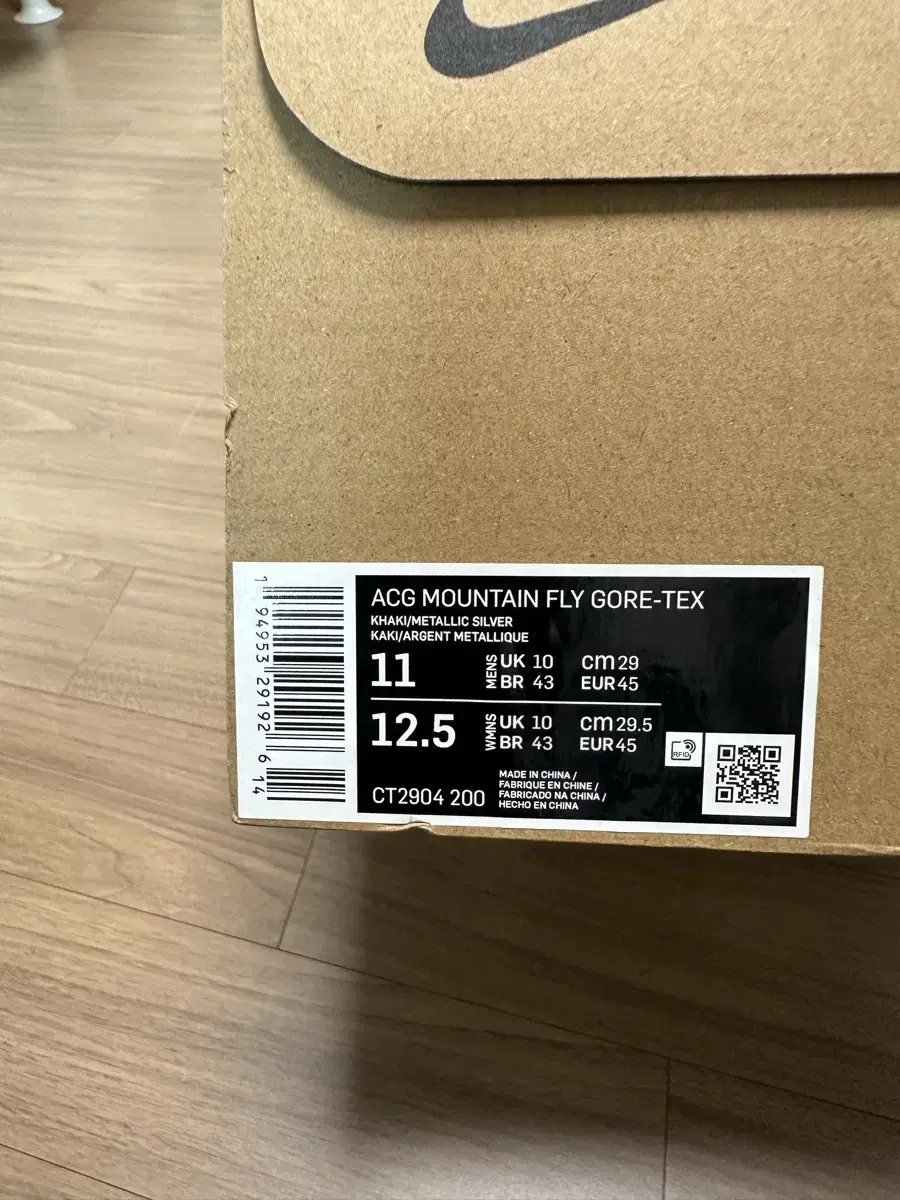 ACG MOUNTAIN FLY GORE-TEX
KHAKI/METALLIC SILVER
KAKI/ARGENT METALLIQUE
11 MENS UK 10 cm 29
BR 43 EUR 45
12.5 WMNS UK 10 cm 29.5
BR 43 EUR 45
RFID
MADE IN CHINA /
FABRIQUE EN CHINE /
FABRICADO NA CHINA /
HECHO EN CHINA
CT2904 200
1 94953 29192 6 14